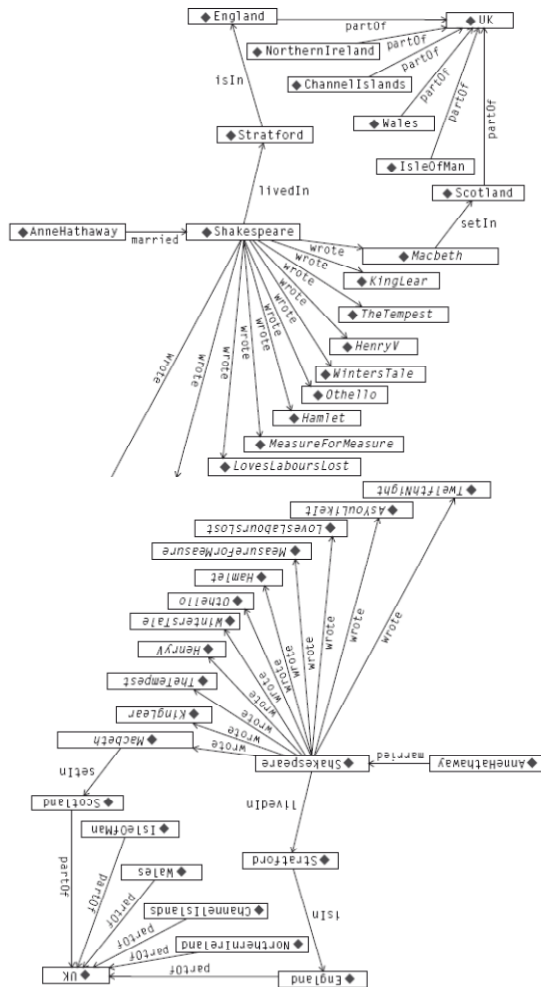 England
partOf
UK
NorthernIreland
partOf
ChannelIslands
partOf
isIn
Wales
partOf
Stratford
IsleOfMan
partOf
partOf
Scotland
livedIn
setIn
AnneHathaway
married
Shakespeare
wrote
Macbeth
wrote
KingLear
wrote
TheTempest
wrote
HenryV
wrote
WintersTale
wrote
Othello
wrote
Hamlet
wrote
MeasureForMeasure
wrote
LovesLaboursLost
wrote
wrote
TwelfthNight
AsYouLikeIt
LovesLaboursLost
MeasureForMeasure
Hamlet
Othello
WintersTale
HenryV
TheTempest
KingLear
Macbeth
wrote
wrote
wrote
wrote
wrote
wrote
wrote
wrote
wrote
wrote
wrote
Shakespeare
married
AnneHathaway
setIn
Scotland
livedIn
IsleOfMan
partOf
Stratford
Wales
partOf
partOf
isIn
ChannelIslands
partOf
NorthernIreland
partOf
UK
partOf
England